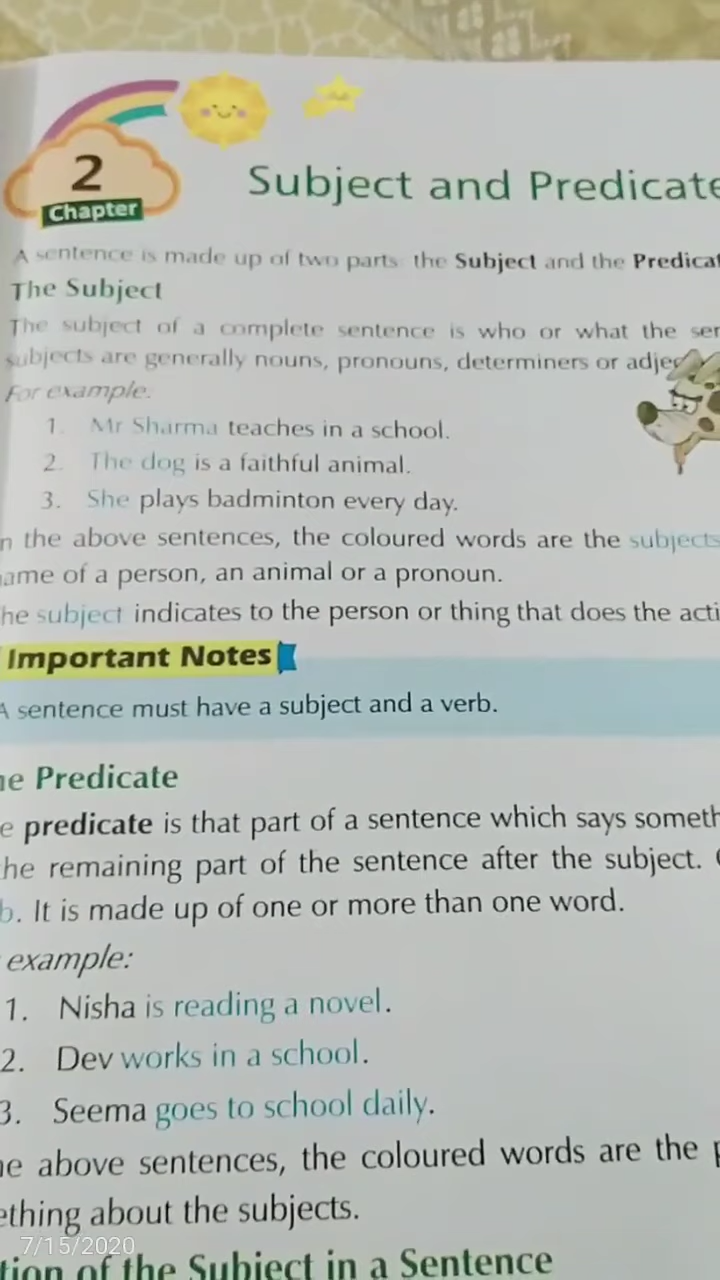 2
Chapter
Subject and Predicate
A sentence is made up of two parts the Subject and the Predicat
The Subject
The subject of a complete sentence is who or what the sen
subjects are generally nouns, pronouns, determiners or adjec
For example:
1. Mr Sharma teaches in a school.
2. The dog is a faithful animal.
3. She plays badminton every day.
n the above sentences, the coloured words are the subjects
ame of a person, an animal or a pronoun.
he subject indicates to the person or thing that does the acti
Important Notes
A sentence must have a subject and a verb.
he Predicate
e predicate is that part of a sentence which says someth
he remaining part of the sentence after the subject.
b. It is made up of one or more than one word.
example:
1. Nisha is reading a novel.
2. Dev works in a school.
3. Seema goes to school daily.
he above sentences, the coloured words are the p
ething about the subjects.
7/15/2020
tion of the Subject in a Sentence